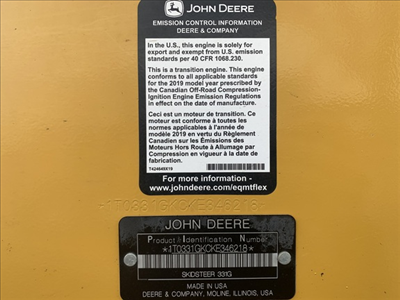 JOHN DEERE
EMISSION CONTROL INFORMATION
DEERE & COMPANY
In the U.S., this engine is solely for
export and exempt from U.S. emission
standards per 40 CFR 1068.230.
This is a transition engine. This engine
conforms to all applicable standards
for the 2019 model year prescribed by
the Canadian Off-Road Compression-
Ignition Engine Emission Regulations
in effect on the date of manufacture.
Ceci est un moteur de transition. Ce
moteur est conforme à toutes les
normes applicables à l'année de
modèle 2019 en vertu du Règlement
Canadien sur les Émissions des
Moteurs Hors Route à Allumage par
Compression en vigueur à la date
de fabrication.
For more information -
www.johndeere.com/eqmtflex
1T0331GKCKE346218
JOHN DEERE
Product Identification Number
*1T0331GKCKE346218*
SKIDSTEER 331G
MADE IN USA
DEERE & COMPANY, MOLINE, ILLINOIS, USA